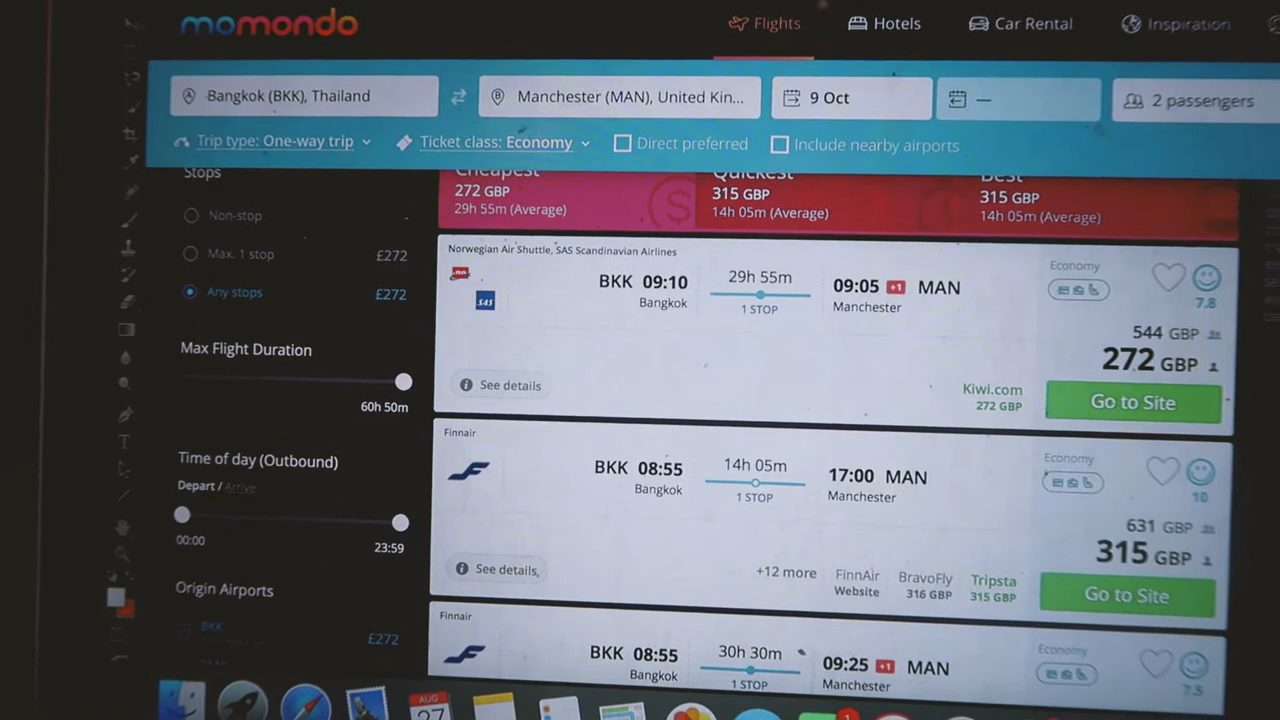 momondo
Flights Hotels Car Rental Inspiration
Bangkok (BKK), Thailand Manchester (MAN), United Kin... 9 Oct — 2 passengers
Trip type: One-way trip Ticket class: Economy Direct preferred Include nearby airports
Stops
Non-stop -
Max. 1 stop £272
Any stops £272
Max Flight Duration
60h 50m
Time of day (Outbound)
Depart / Arrive
00:00 23:59
Origin Airports
BKK £272
Cheapest
272 GBP
29h 55m (Average)
Quickest
315 GBP
14h 05m (Average)
Best
315 GBP
14h 05m (Average)
Norwegian Air Shuttle, SAS Scandinavian Airlines
SAS
BKK 09:10
Bangkok
29h 55m
1 STOP
09:05 +1 MAN
Manchester
See details
Kiwi.com
272 GBP
Economy
7.8
544 GBP
272 GBP
Go to Site
Finnair
BKK 08:55
Bangkok
14h 05m
1 STOP
17:00 MAN
Manchester
See details
+12 more
FinnAir
Website
BravoFly
316 GBP
Tripsta
315 GBP
Economy
10
631 GBP
315 GBP
Go to Site
Finnair
BKK 08:55
Bangkok
30h 30m
1 STOP
09:25 +1 MAN
Manchester
Economy
7.5
AUG
27
1